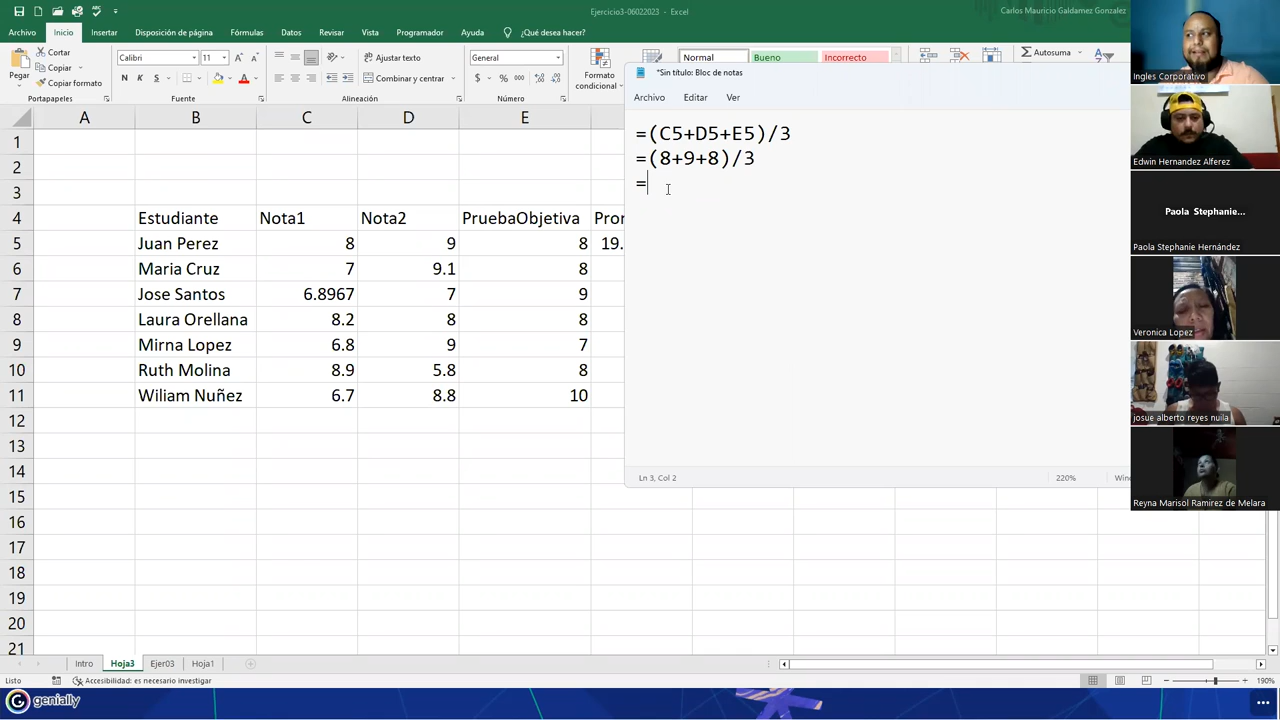 Ejercicio3-06022023 - Excel
Carlos Mauricio Galdamez Gonzalez
Archivo Inicio Insertar Disposición de página Fórmulas Datos Revisar Vista Programador Ayuda ¿Qué desea hacer?
Pegar
Cortar
Copiar
Copiar formato
Portapapeles
Calibri 11
N K S
Fuente
Ajustar texto
Combinar y centrar
Alineación
General
Número
Formato condicional
Normal Bueno Incorrecto
Autosuma
*Sin título: Bloc de notas
Archivo Editar Ver
=(C5+D5+E5)/3
=(8+9+8)/3
=
Ln 3, Col 2 220% Win
A B C D E
1
2
3
4 Estudiante Nota1 Nota2 PruebaObjetiva Pror
5 Juan Perez 8 9 8 19.
6 Maria Cruz 7 9.1 8
7 Jose Santos 6.8967 7 9
8 Laura Orellana 8.2 8 8
9 Mirna Lopez 6.8 9 7
10 Ruth Molina 8.9 5.8 8
11 Wiliam Nuñez 6.7 8.8 10
12
13
14
15
16
17
18
19
20
21
Intro Hoja3 Ejer03 Hoja1
Listo Accesibilidad: es necesario investigar 190%
genially
Ingles Corporativo
Edwin Hernandez Alferez
Paola Stephanie...
Paola Stephanie Hernández
Veronica Lopez
josue alberto reyes nuila
Reyna Marisol Ramirez de Melara